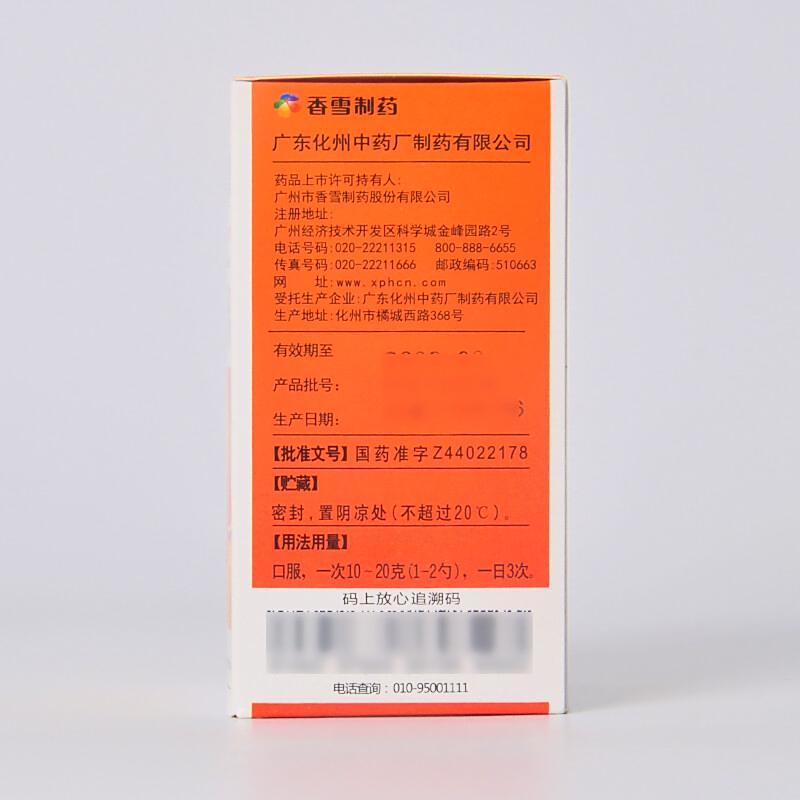 香雪制药
广东化州中药厂制药有限公司
药品上市许可持有人:
广州市香雪制药股份有限公司
注册地址:
广州经济技术开发区科学城金峰园路2号
电话号码:020-22211315 800-888-6655
传真号码:020-22211666 邮政编码:510663
网 址:www.xphcn.com
受托生产企业:广东化州中药厂制药有限公司
生产地址:化州市橘城西路368号
有效期至
产品批号:
生产日期:
【批准文号】国药准字Z44022178
【贮藏】
密封,置阴凉处(不超过20℃)。
【用法用量】
口服,一次10~20克(1-2勺),一日3次。
码上放心追溯码
电话查询:010-95001111